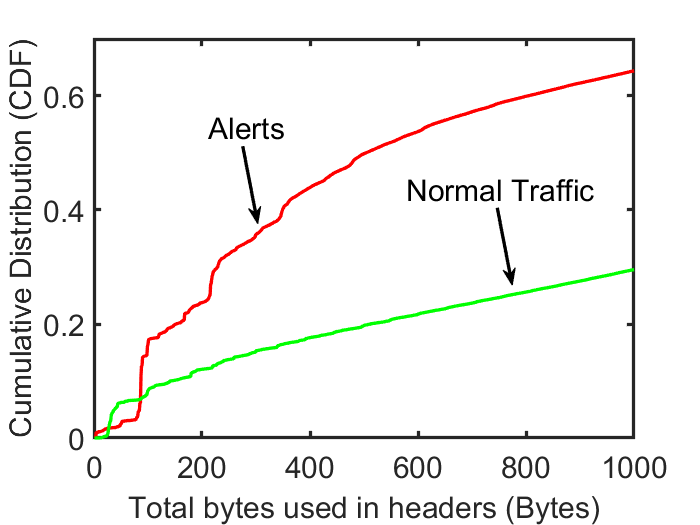 Cumulative Distribution (CDF)
0.6
0.4
0.2
0
Alerts
Normal Traffic
0 200 400 600 800 1000
Total bytes used in headers (Bytes)